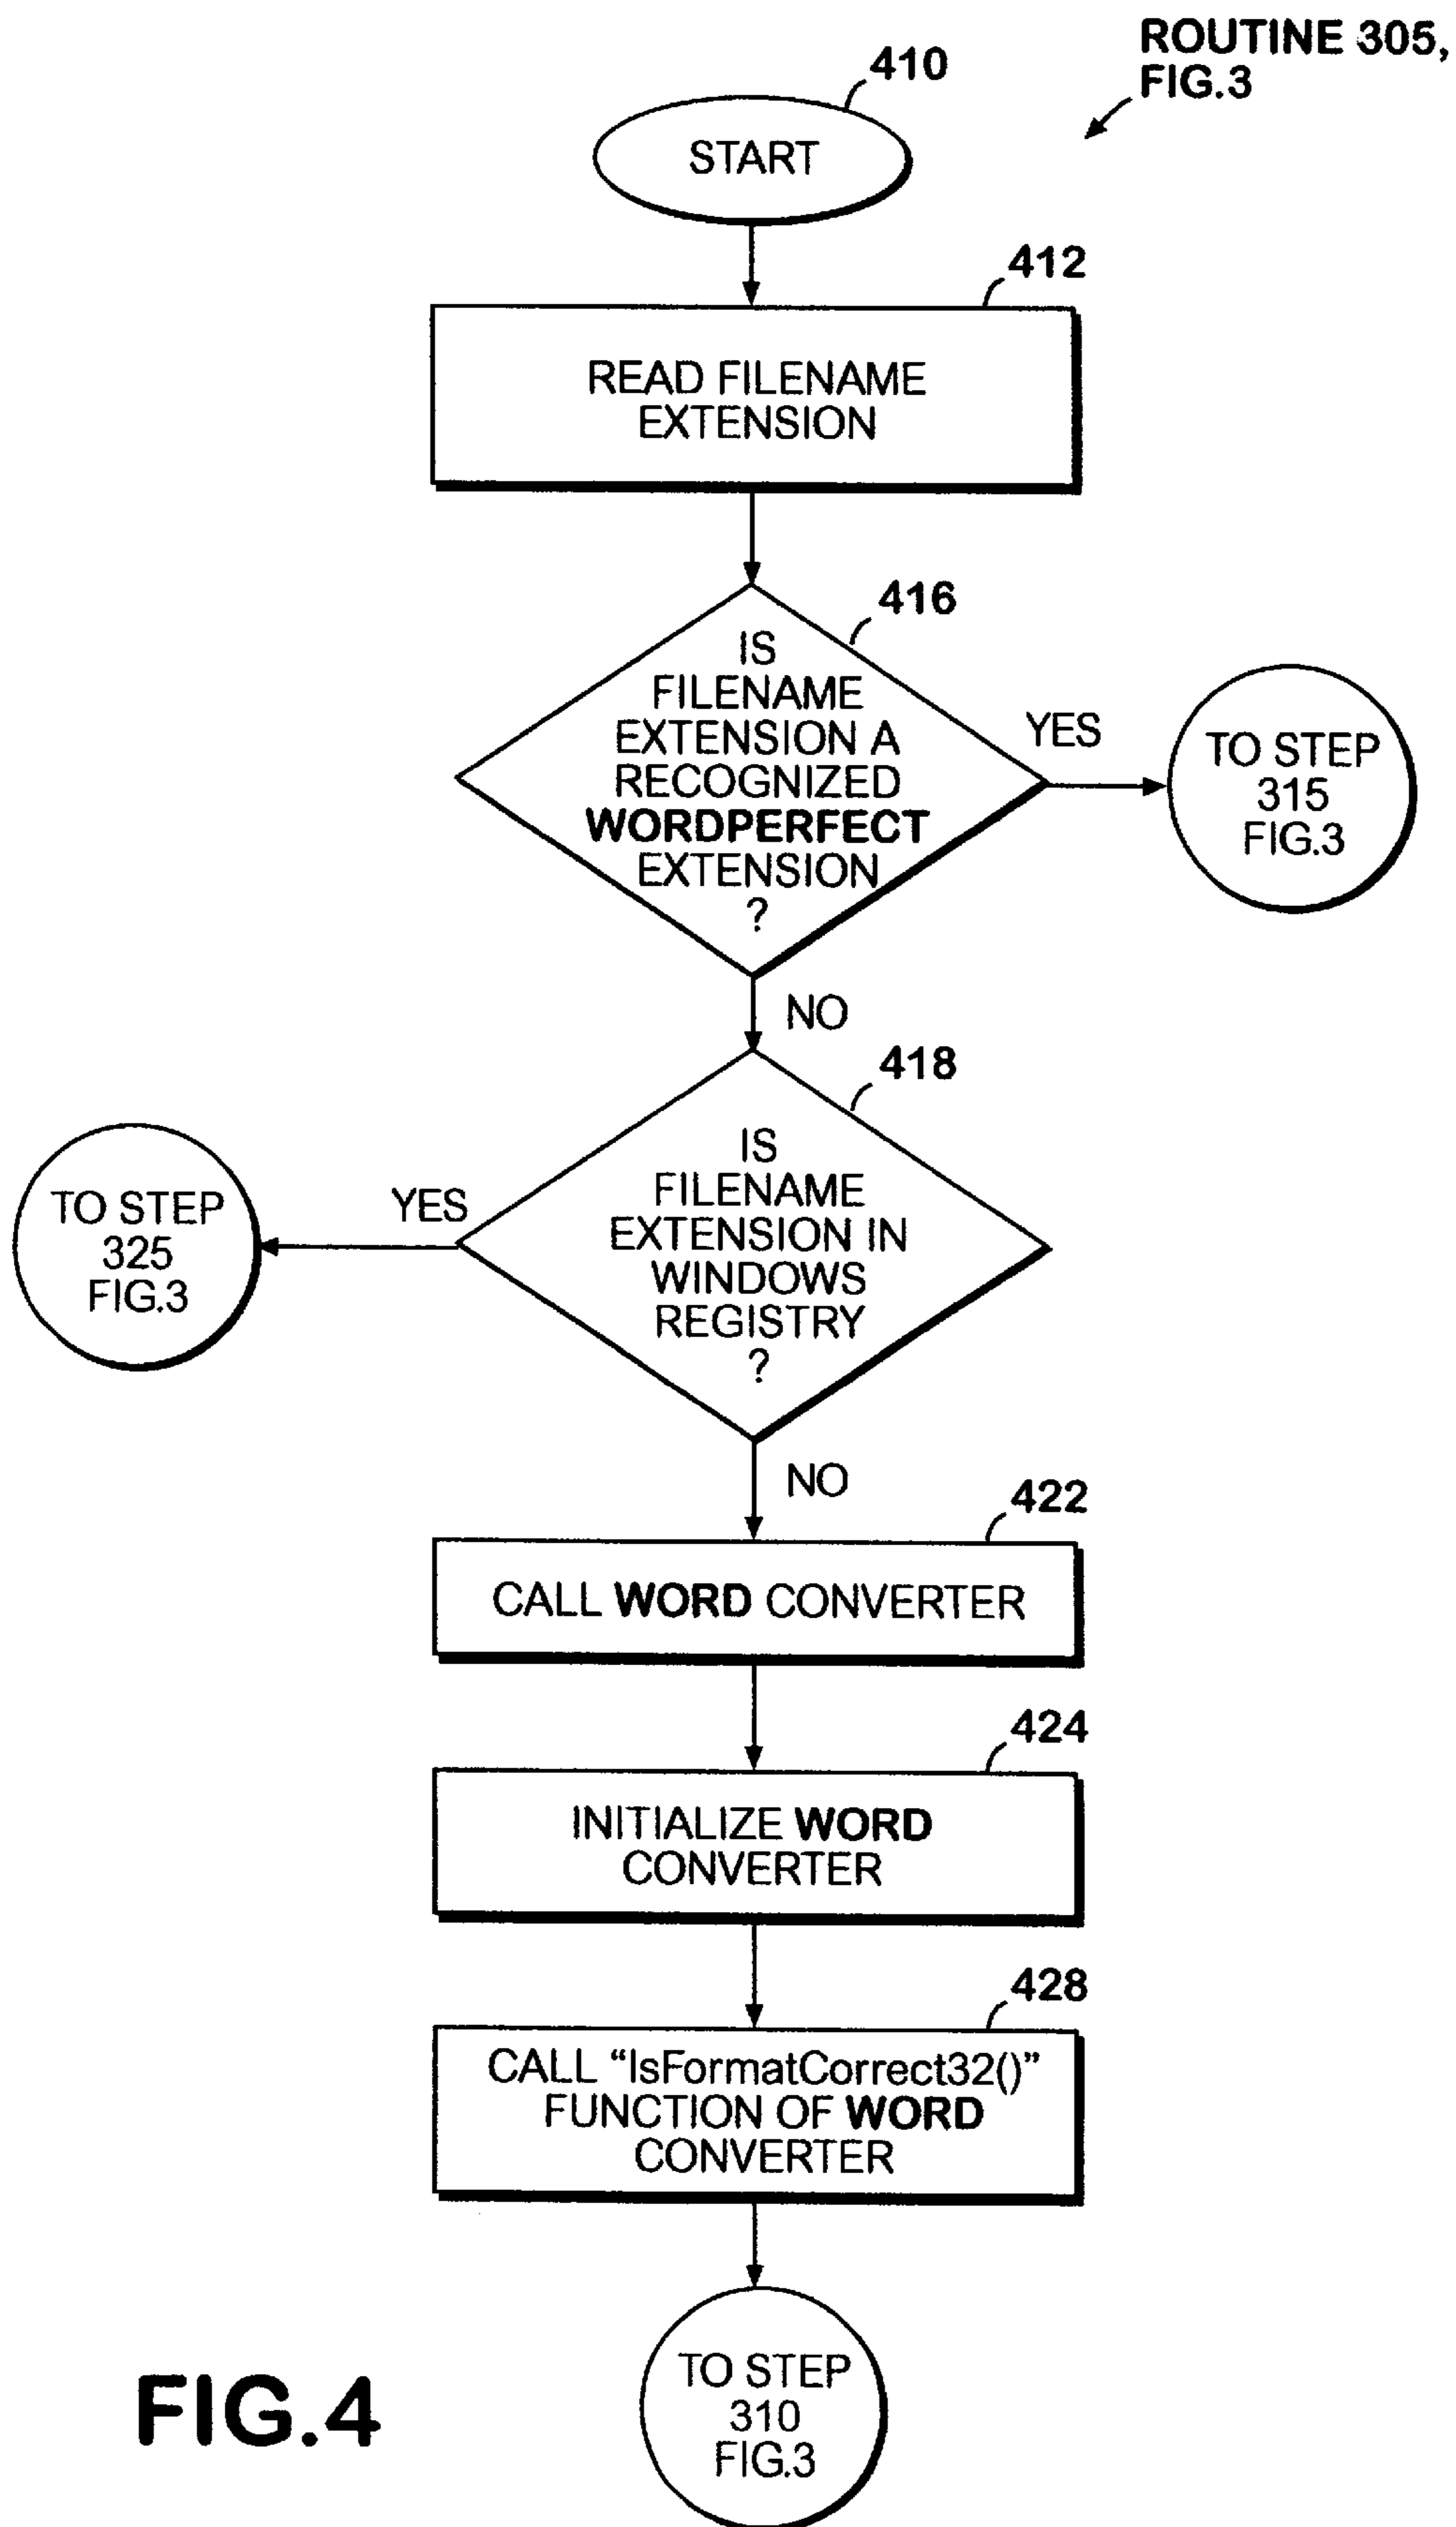 ROUTINE 305,
FIG.3
410
START
412
READ FILENAME
EXTENSION
416
IS
FILENAME
EXTENSION A
RECOGNIZED
WORDPERFECT
EXTENSION
?
YES
TO STEP
315
FIG.3
NO
418
IS
FILENAME
EXTENSION IN
WINDOWS
REGISTRY
?
YES
TO STEP
325
FIG.3
NO
422
CALL WORD CONVERTER
424
INITIALIZE WORD
CONVERTER
428
CALL “IsFormatCorrect32()”
FUNCTION OF WORD
CONVERTER
TO STEP
310
FIG.3
FIG.4